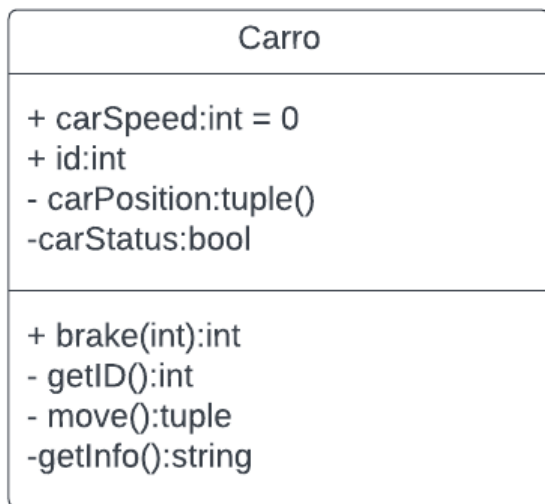 Carro
+ carSpeed:int = 0
+ id:int
- carPosition:tuple()
-carStatus:bool
+ brake(int):int
- getID():int
- move():tuple
-getInfo():string